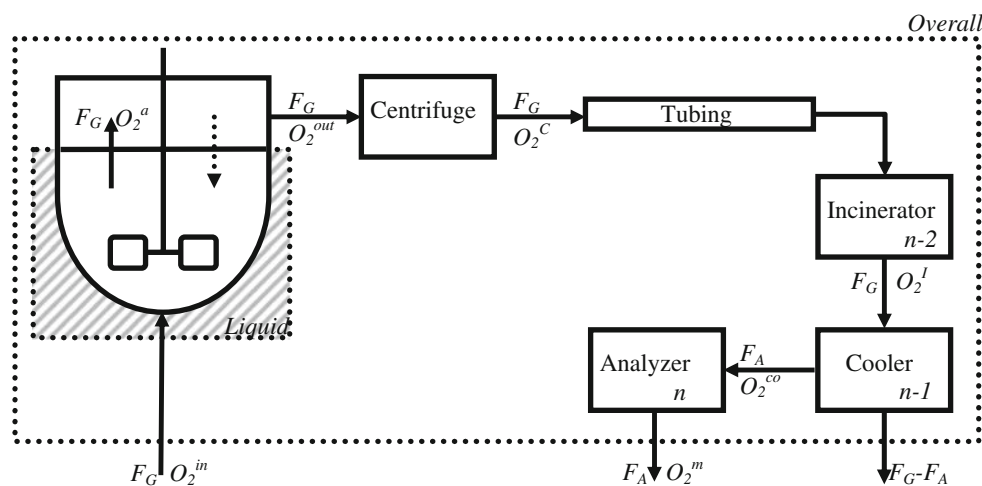 Overall
F_G O_2^a
F_G
O_2^out
Centrifuge
F_G
O_2^C
Tubing
Incinerator
n-2
F_G O_2^I
Liquid
Analyzer
n
F_A
O_2^co
Cooler
n-1
F_G O_2^in
F_A O_2^m
F_G-F_A